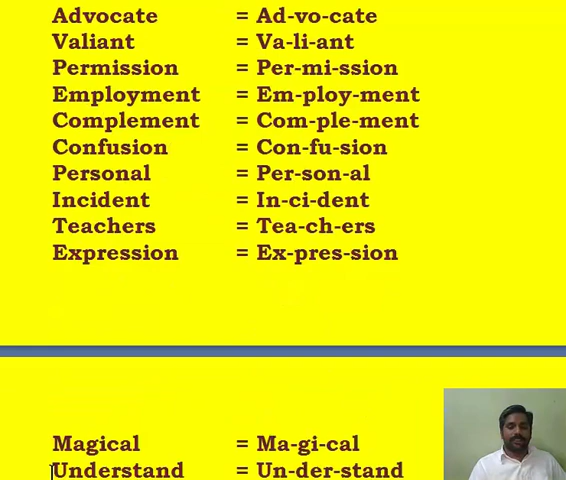 Advocate = Ad-vo-cate
Valiant = Va-li-ant
Permission = Per-mi-ssion
Employment = Em-ploy-ment
Complement = Com-ple-ment
Confusion = Con-fu-sion
Personal = Per-son-al
Incident = In-ci-dent
Teachers = Tea-ch-ers
Expression = Ex-pres-sion
Magical = Ma-gi-cal
Understand = Un-der-stand